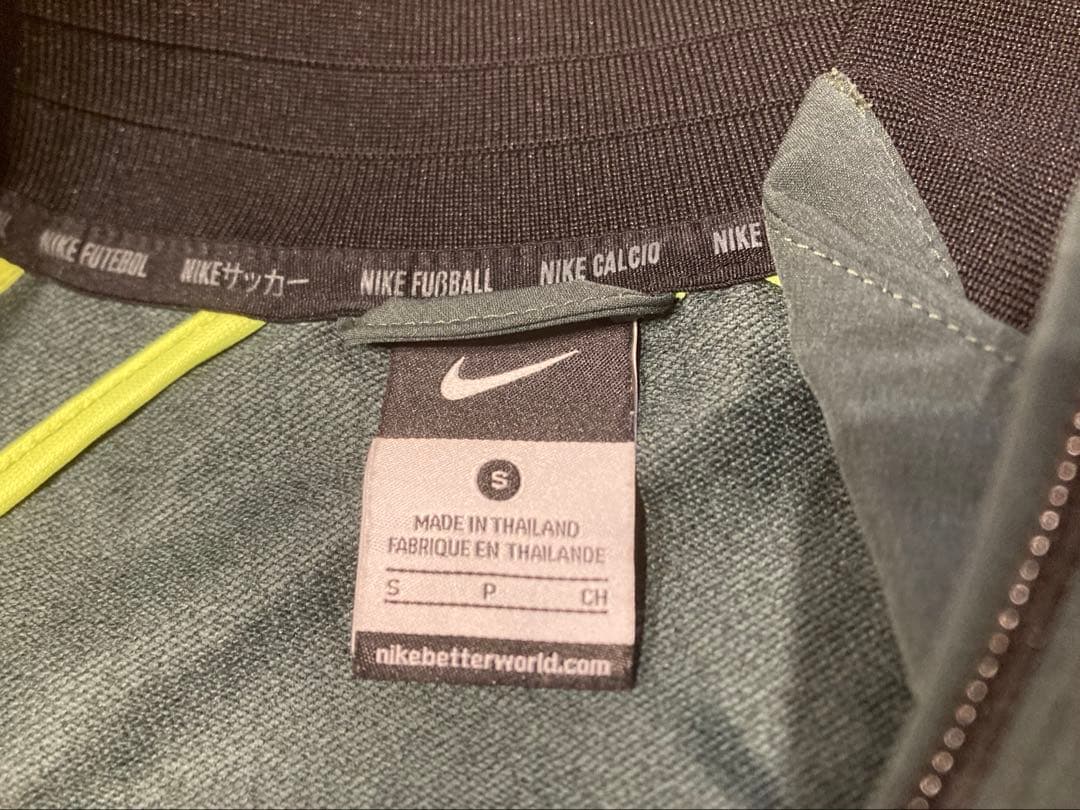 NIKE FUTEBOL NIKEサッカー NIKE FUßBALL NIKE CALCIO NIKE
S
MADE IN THAILAND
FABRIQUE EN THAILANDE
S P CH
nikebetterworld.com